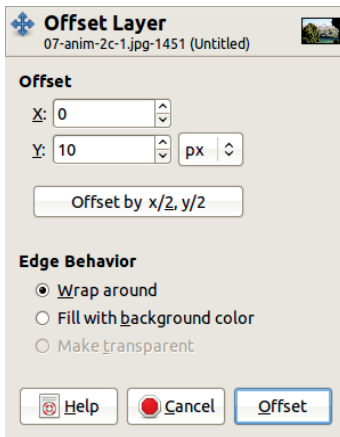 Offset Layer
07-anim-2c-1.jpg-1451 (Untitled)
Offset
X: 0
Y: 10 px
Offset by x/2, y/2
Edge Behavior
Wrap around
Fill with background color
Make transparent
Help Cancel Offset